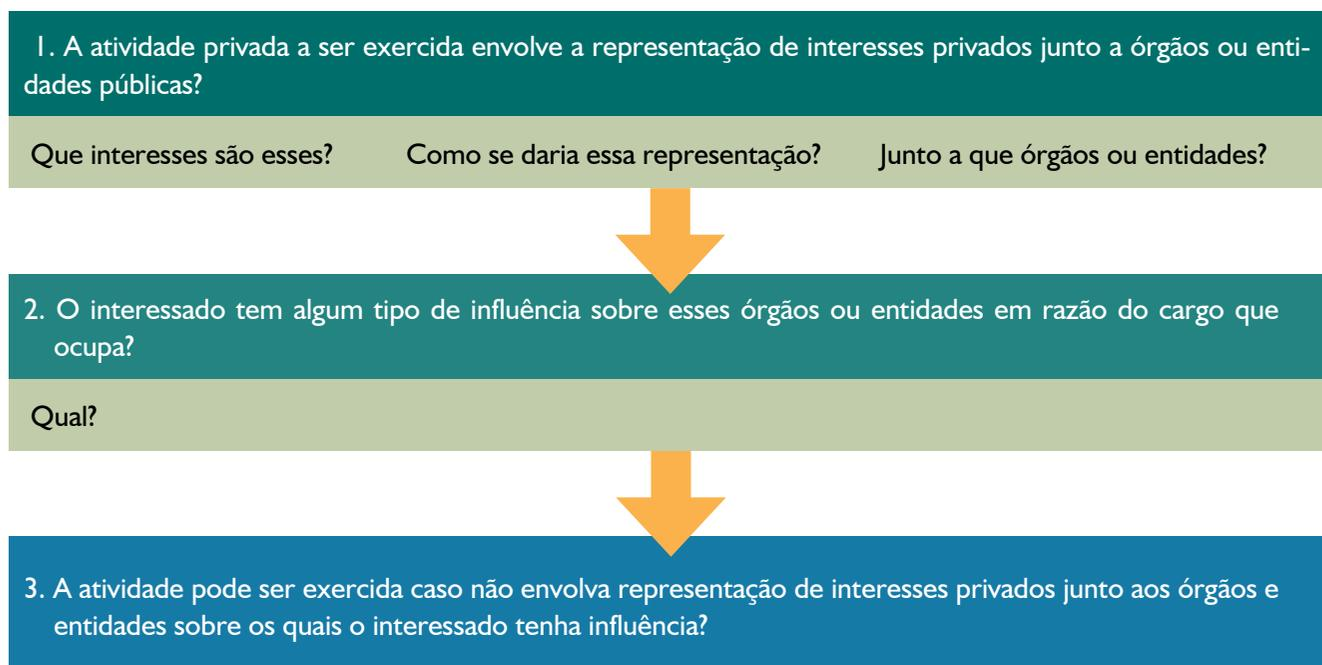 1. A atividade privada a ser exercida envolve a representação de interesses privados junto a órgãos ou enti-
dades públicas?
Que interesses são esses? Como se daria essa representação? Junto a que órgãos ou entidades?
2. O interessado tem algum tipo de influência sobre esses órgãos ou entidades em razão do cargo que
ocupa?
Qual?
3. A atividade pode ser exercida caso não envolva representação de interesses privados junto aos órgãos e
entidades sobre os quais o interessado tenha influência?